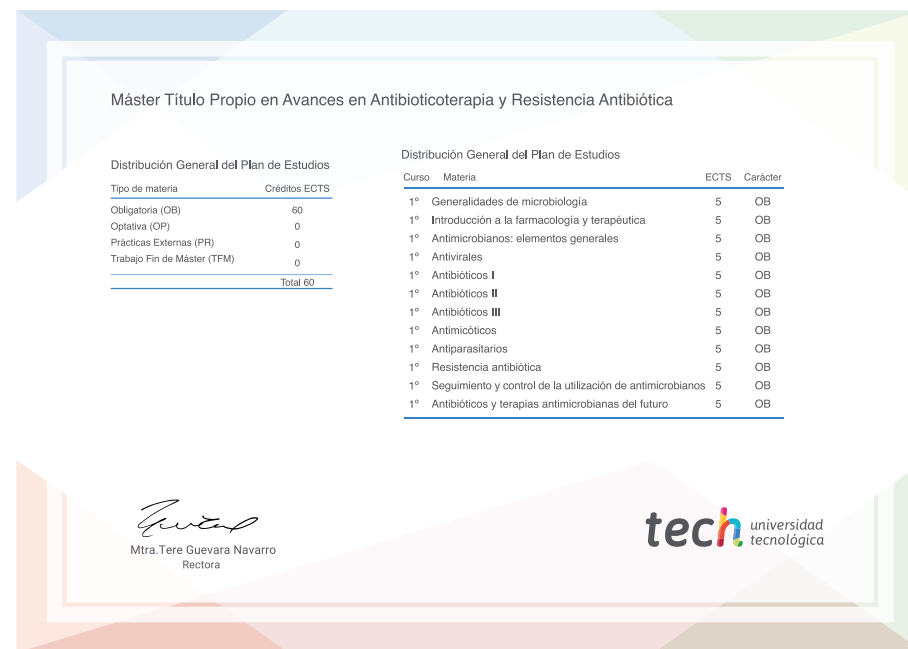 Máster Título Propio en Avances en Antibioticoterapia y Resistencia Antibiótica
Distribución General del Plan de Estudios
Tipo de materia Créditos ECTS
Obligatoria (OB) 60
Optativa (OP) 0
Prácticas Externas (PR) 0
Trabajo Fin de Máster (TFM) 0
Total 60
Distribución General del Plan de Estudios
Curso Materia ECTS Carácter
1º Generalidades de microbiología 5 OB
1º Introducción a la farmacología y terapéutica 5 OB
1º Antimicrobianos: elementos generales 5 OB
1º Antivirales 5 OB
1º Antibióticos I 5 OB
1º Antibióticos II 5 OB
1º Antibióticos III 5 OB
1º Antimicóticos 5 OB
1º Antiparasitarios 5 OB
1º Resistencia antibiótica 5 OB
1º Seguimiento y control de la utilización de antimicrobianos 5 OB
1º Antibióticos y terapias antimicrobianas del futuro 5 OB
Mtra.Tere Guevara Navarro
Rectora
tech universidad
tecnológica